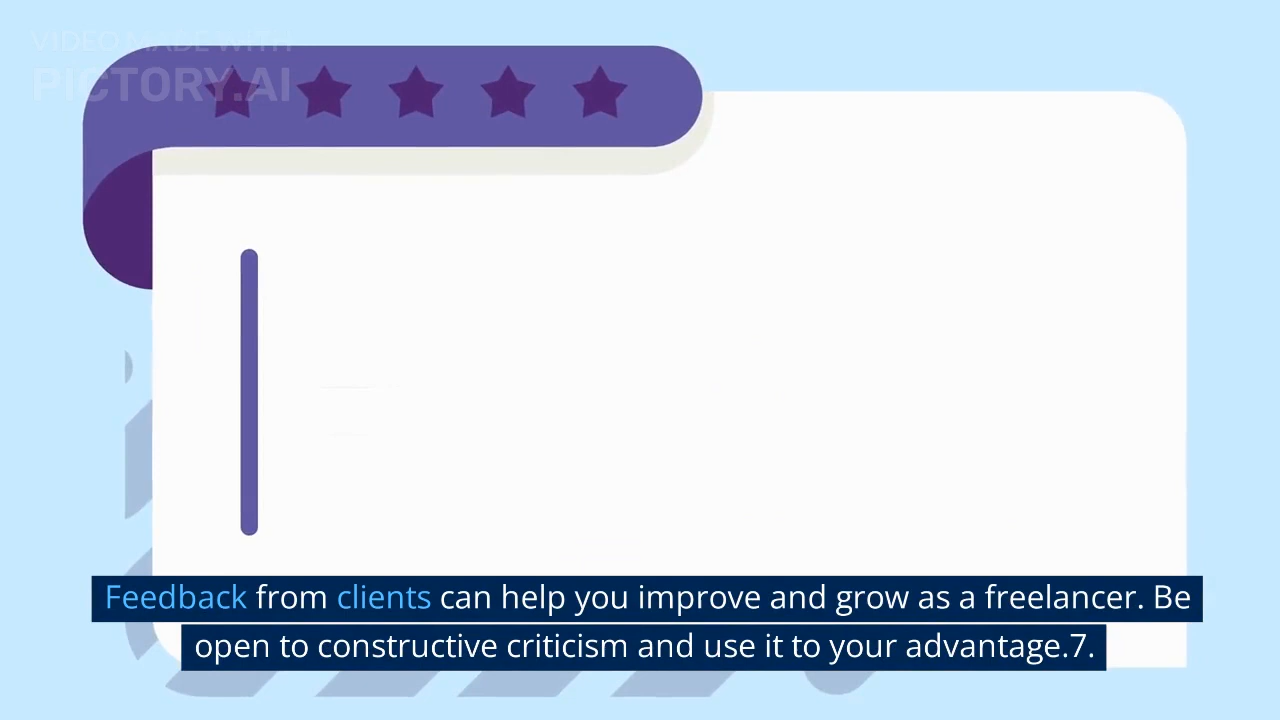 VIDEO MADE WITH
PICTORY.AI
Feedback from clients can help you improve and grow as a freelancer. Be
open to constructive criticism and use it to your advantage.7.